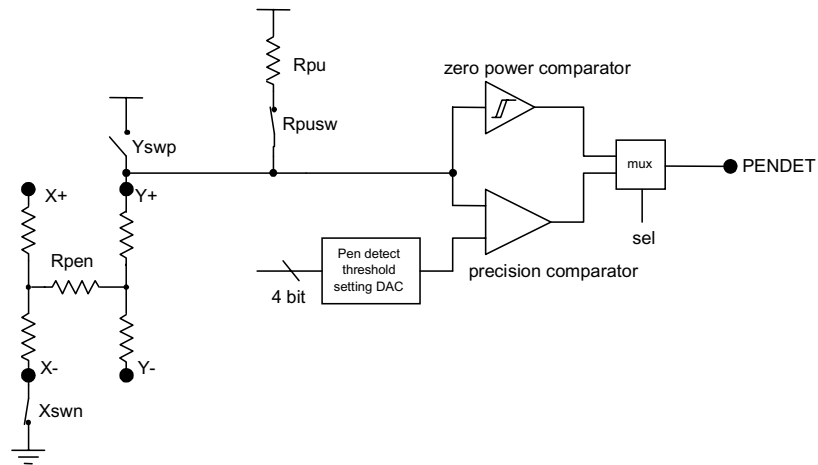 Rpu
zero power comparator
Rpusw
Yswp
mux
PENDET
X+
Y+
sel
Rpen
Pen detect
threshold
setting DAC
precision comparator
4 bit
X-
Y-
Xswn